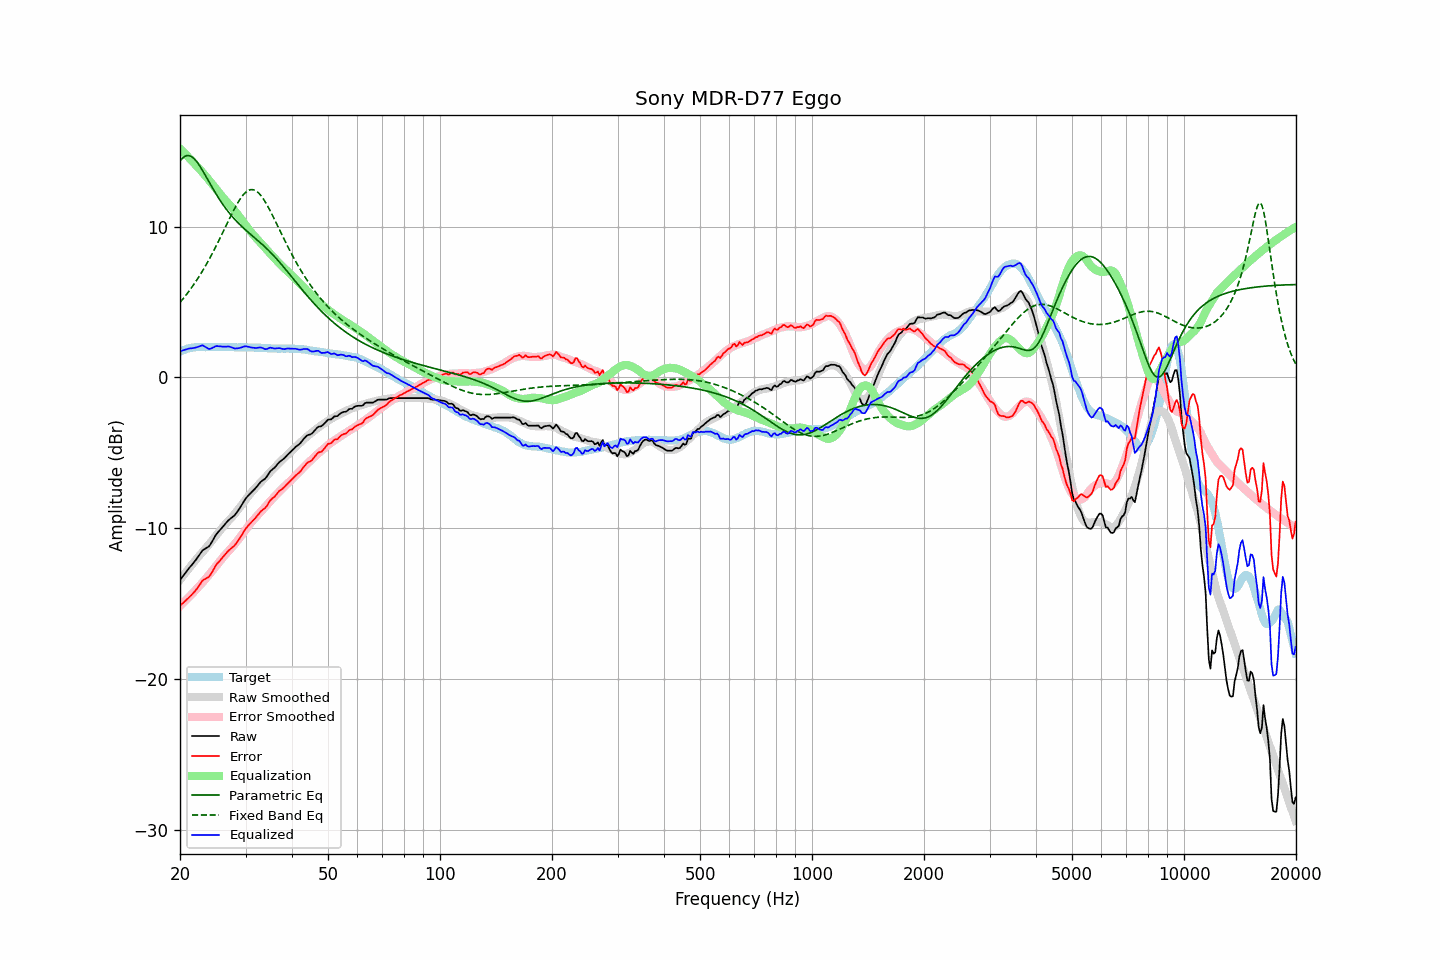 Sony MDR-D77 Eggo
Amplitude (dBr)
10
0
−10
−20
−30
Target
Raw Smoothed
Error Smoothed
Raw
Error
Equalization
Parametric Eq
Fixed Band Eq
Equalized
20 50 100 200 500 1000 2000 5000 10000 20000
Frequency (Hz)